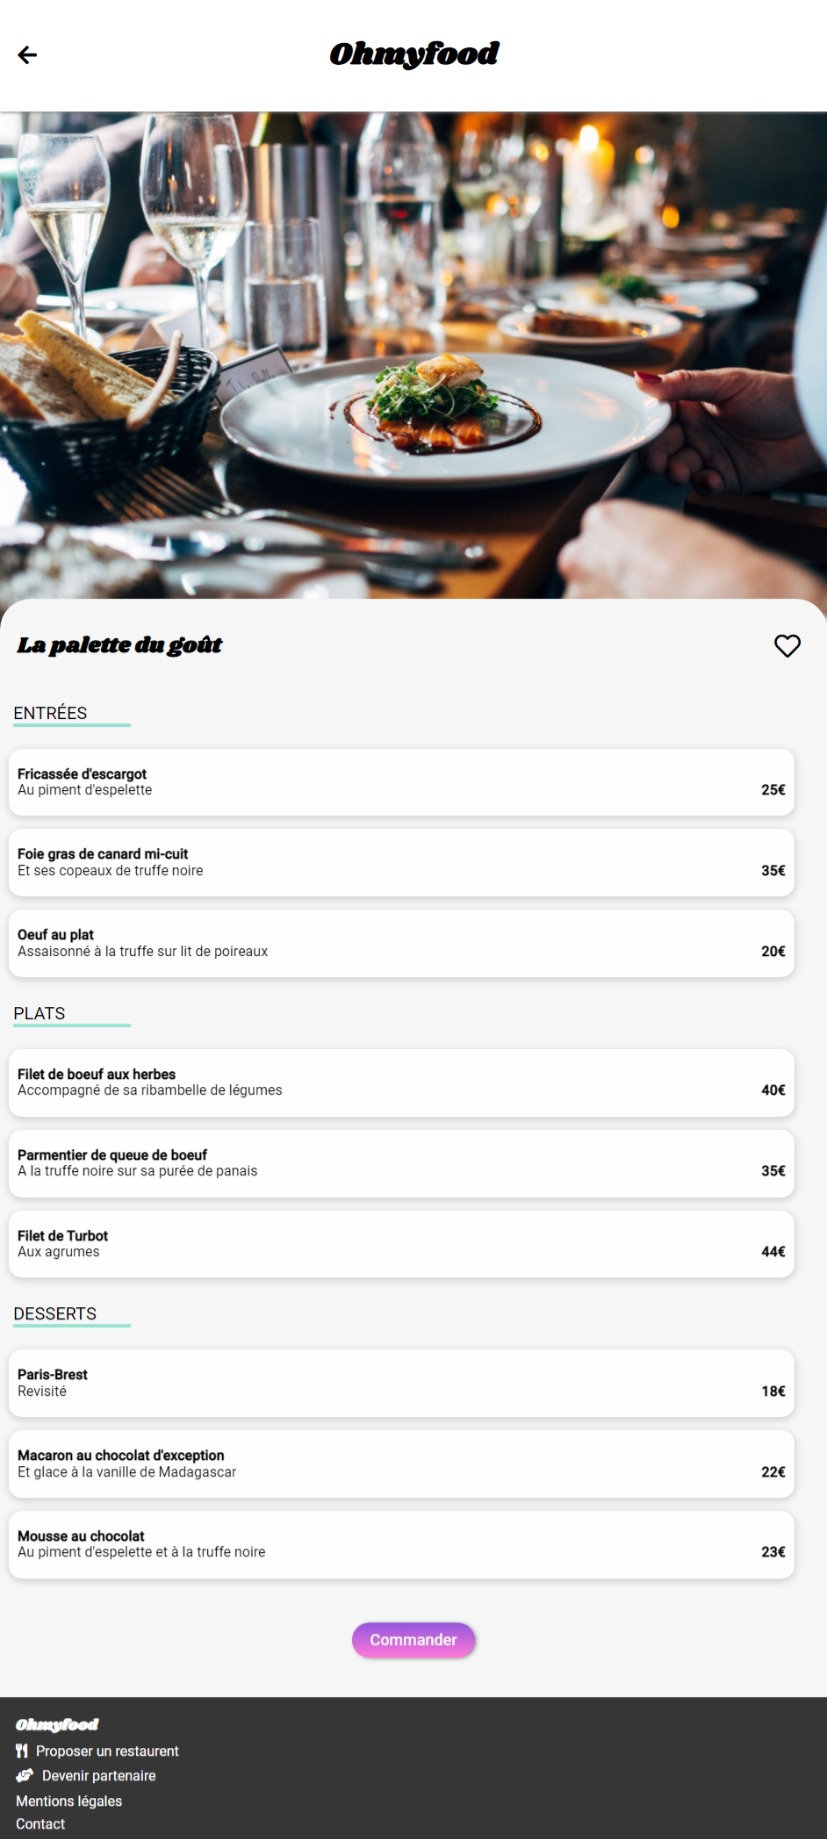 Ohmyfood
La palette du goût
ENTRÉES
Fricassée d'escargot
Au piment d'espelette
25€
Foie gras de canard mi-cuit
Et ses copeaux de truffe noire
35€
Oeuf au plat
Assaisonné à la truffe sur lit de poireaux
20€
PLATS
Filet de boeuf aux herbes
Accompagné de sa ribambelle de légumes
40€
Parmentier de queue de boeuf
A la truffe noire sur sa purée de panais
35€
Filet de Turbot
Aux agrumes
44€
DESSERTS
Paris-Brest
Revisité
18€
Macaron au chocolat d'exception
Et glace à la vanille de Madagascar
22€
Mousse au chocolat
Au piment d'espelette et à la truffe noire
23€
Commander
Ohmyfood
Proposer un restaurent
Devenir partenaire
Mentions légales
Contact